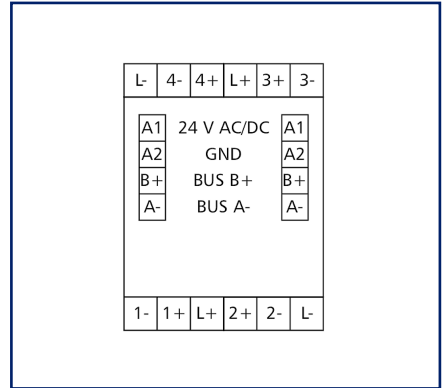 L- 4- 4+ L+ 3+ 3-
A1 24 V AC/DC A1
A2 GND A2
B+ BUS B+ B+
A- BUS A- A-
1- 1+ L+ 2+ 2- L-